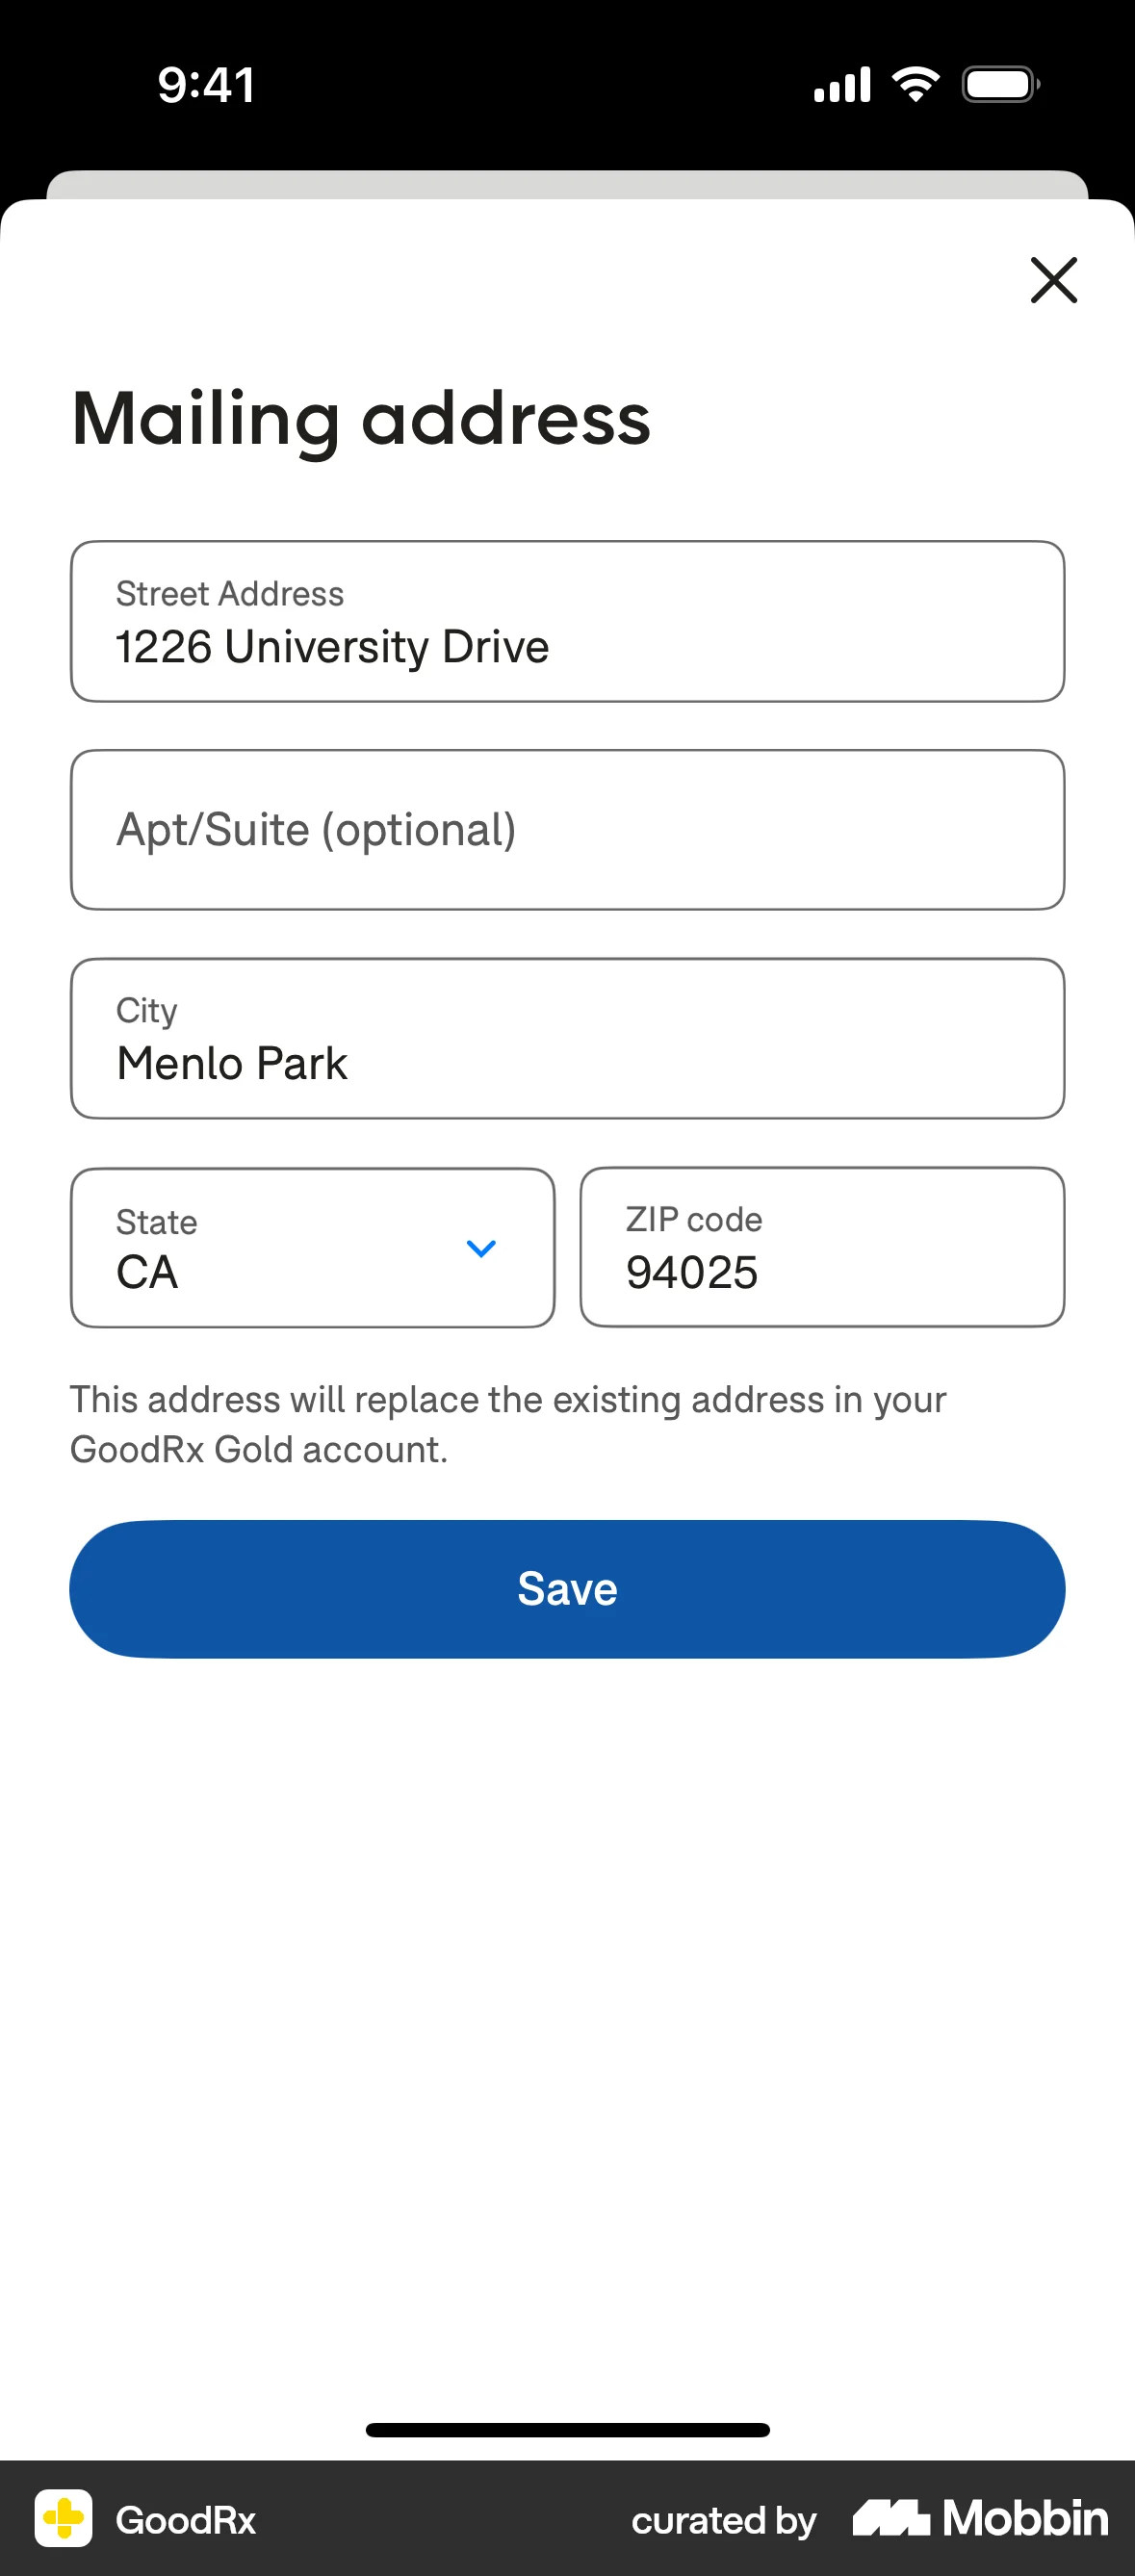 9:41
Mailing address
Street Address
1226 University Drive
Apt/Suite (optional)
City
Menlo Park
State
CA
ZIP code
94025
This address will replace the existing address in your
GoodRx Gold account.
Save
GoodRx
curated by Mobbin